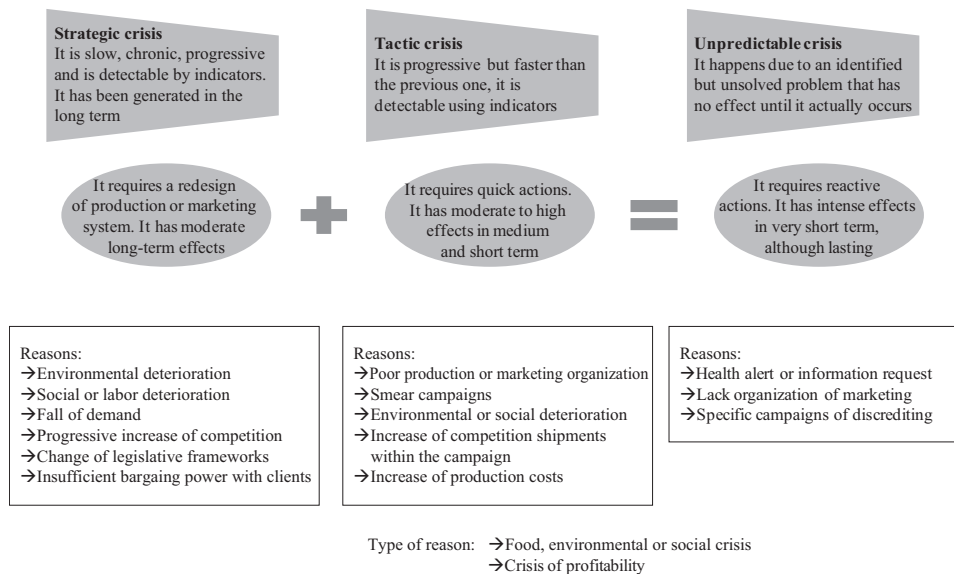 Strategic crisis
It is slow, chronic, progressive
and is detectable by indicators.
It has been generated in the
long term
Tactic crisis
It is progressive but faster than
the previous one, it is
detectable using indicators
Unpredictable crisis
It happens due to an identified
but unsolved problem that has
no effect until it actually occurs
It requires a redesign
of production or marketing
system. It has moderate
long-term effects
+
It requires quick actions.
It has moderate to high
effects in medium
and short term
=
It requires reactive
actions. It has intense effects
in very short term,
although lasting
Reasons:
→Environmental deterioration
→Social or labor deterioration
→Fall of demand
→Progressive increase of competition
→Change of legislative frameworks
→Insufficient bargaing power with clients
Reasons:
→Poor production or marketing organization
→Smear campaigns
→Environmental or social deterioration
→Increase of competition shipments
within the campaign
→Increase of production costs
Reasons:
→Health alert or information request
→Lack organization of marketing
→Specific campaigns of discrediting
Type of reason: →Food, environmental or social crisis
→Crisis of profitability